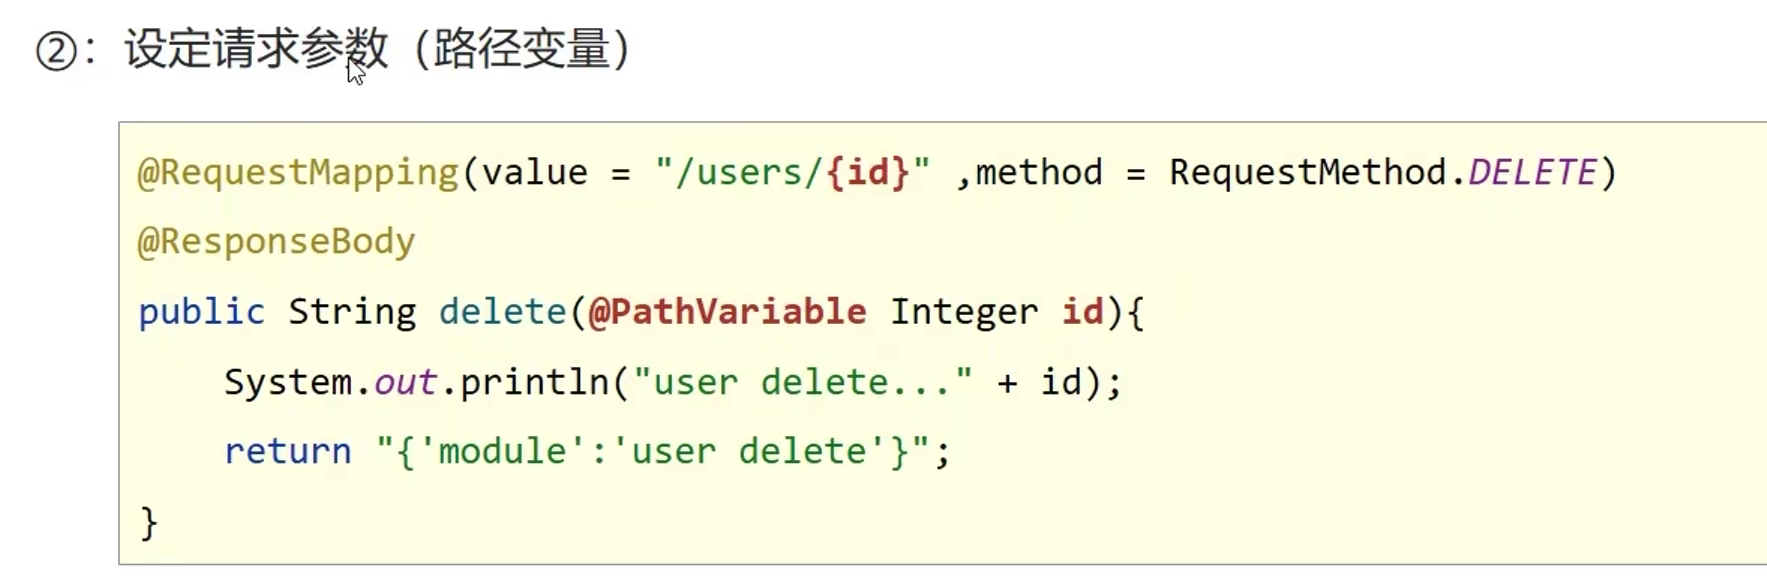 ②：设定请求参数（路径变量）
@RequestMapping(value = "/users/{id}" ,method = RequestMethod.DELETE)
@ResponseBody
public String delete(@PathVariable Integer id){
    System.out.println("user delete..." + id);
    return "{'module':'user delete'}";
}